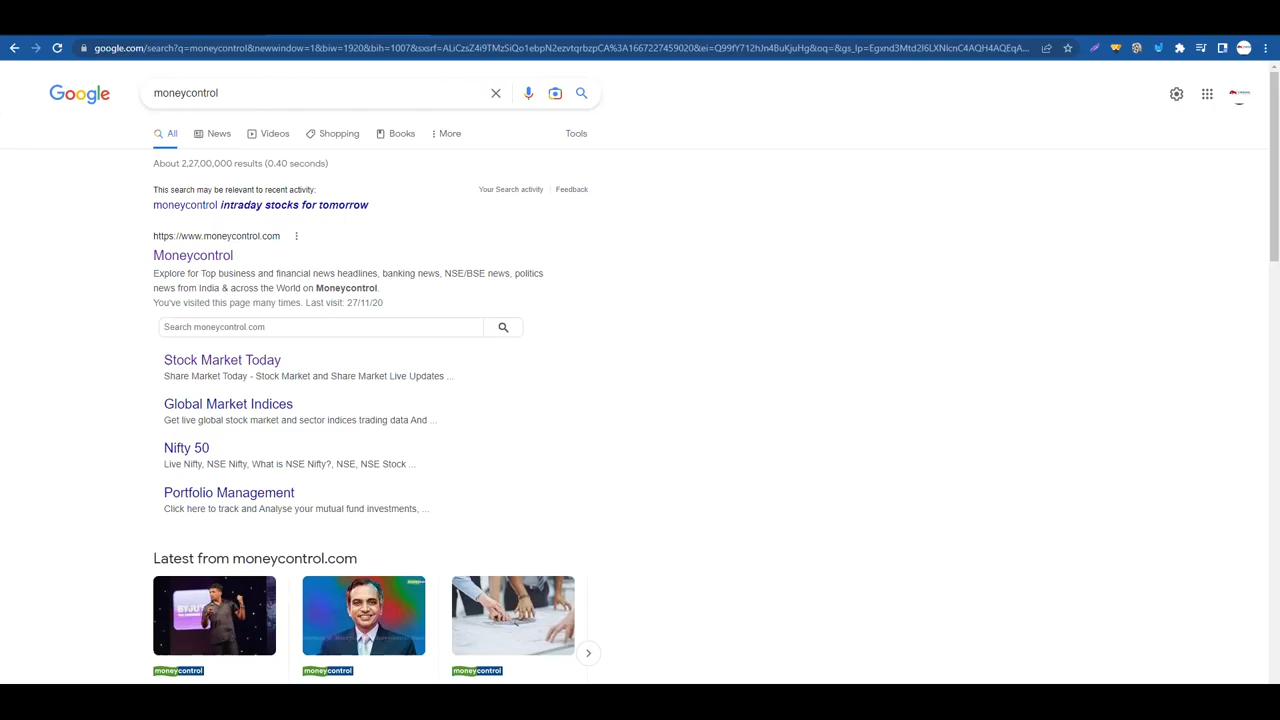 google.com/search?q=moneycontrol&newwindow=1&biw=1920&bih=1007&sxsrf=ALiCzsZ4i9TMzSiQo1ebpN2ezvtqrbzpCA%3A1667227459020&ei=Q99fY712hJn4BuKjuHg&oq=&gs_lp=Egxnd3Mtd2l6LXNlcnC4AQH4AQEqA...
Google
moneycontrol
All News Videos Shopping Books More Tools
About 2,27,00,000 results (0.40 seconds)
This search may be relevant to recent activity: Your Search activity Feedback
moneycontrol intraday stocks for tomorrow
https://www.moneycontrol.com
Moneycontrol
Explore for Top business and financial news headlines, banking news, NSE/BSE news, politics
news from India & across the World on Moneycontrol.
You've visited this page many times. Last visit: 27/11/20
Search moneycontrol.com
Stock Market Today
Share Market Today - Stock Market and Share Market Live Updates ...
Global Market Indices
Get live global stock market and sector indices trading data And ...
Nifty 50
Live Nifty, NSE Nifty, What is NSE Nifty?, NSE, NSE Stock ...
Portfolio Management
Click here to track and Analyse your mutual fund investments, ...
Latest from moneycontrol.com
BYJU'S
moneycontrol moneycontrol moneycontrol